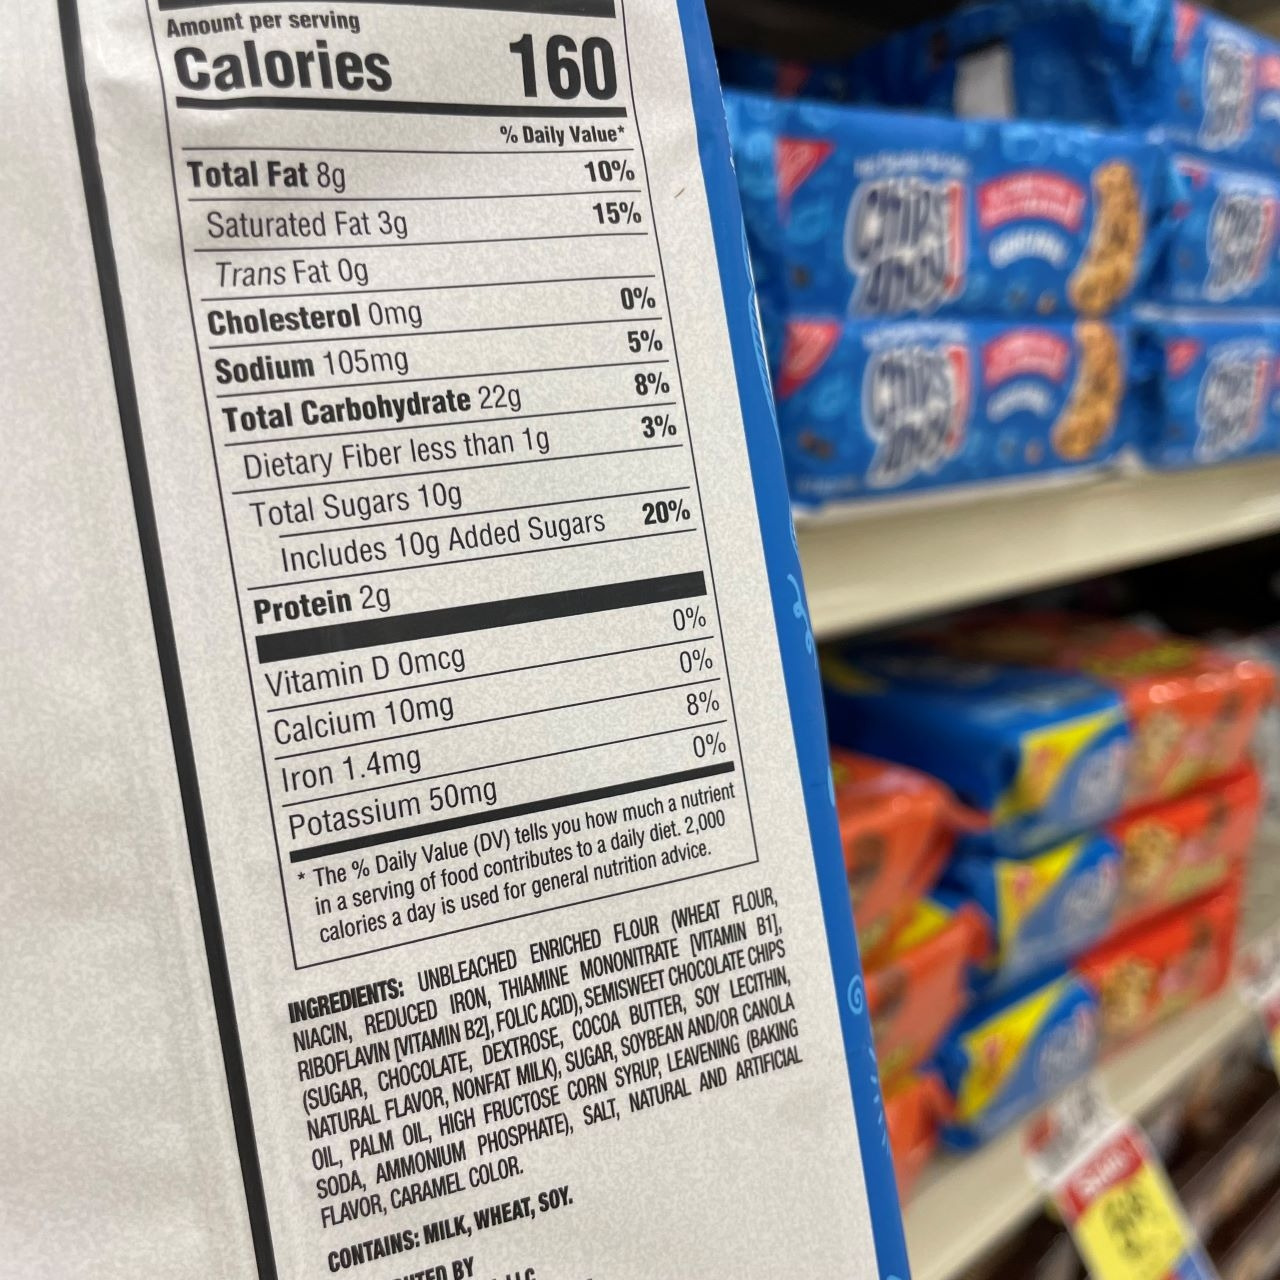 Amount per serving
Calories 160
% Daily Value*
Total Fat 8g 10%
Saturated Fat 3g 15%
Trans Fat 0g
Cholesterol 0mg 0%
Sodium 105mg 5%
Total Carbohydrate 22g 8%
Dietary Fiber less than 1g 3%
Total Sugars 10g
Includes 10g Added Sugars 20%
Protein 2g
Vitamin D 0mcg 0%
Calcium 10mg 0%
Iron 1.4mg 8%
Potassium 50mg 0%
* The % Daily Value (DV) tells you how much a nutrient
in a serving of food contributes to a daily diet. 2,000
calories a day is used for general nutrition advice.
INGREDIENTS: UNBLEACHED ENRICHED FLOUR (WHEAT FLOUR,
NIACIN, REDUCED IRON, THIAMINE MONONITRATE [VITAMIN B1],
RIBOFLAVIN [VITAMIN B2], FOLIC ACID), SEMISWEET CHOCOLATE CHIPS
(SUGAR, CHOCOLATE, DEXTROSE, COCOA BUTTER, SOY LECITHIN,
NATURAL FLAVOR, NONFAT MILK), SUGAR, SOYBEAN AND/OR CANOLA
OIL, PALM OIL, HIGH FRUCTOSE CORN SYRUP, LEAVENING (BAKING
SODA, AMMONIUM PHOSPHATE), SALT, NATURAL AND ARTIFICIAL
FLAVOR, CARAMEL COLOR.
CONTAINS: MILK, WHEAT, SOY.
BY
LLC
Chips
Ahoy!
Chips
Ahoy!